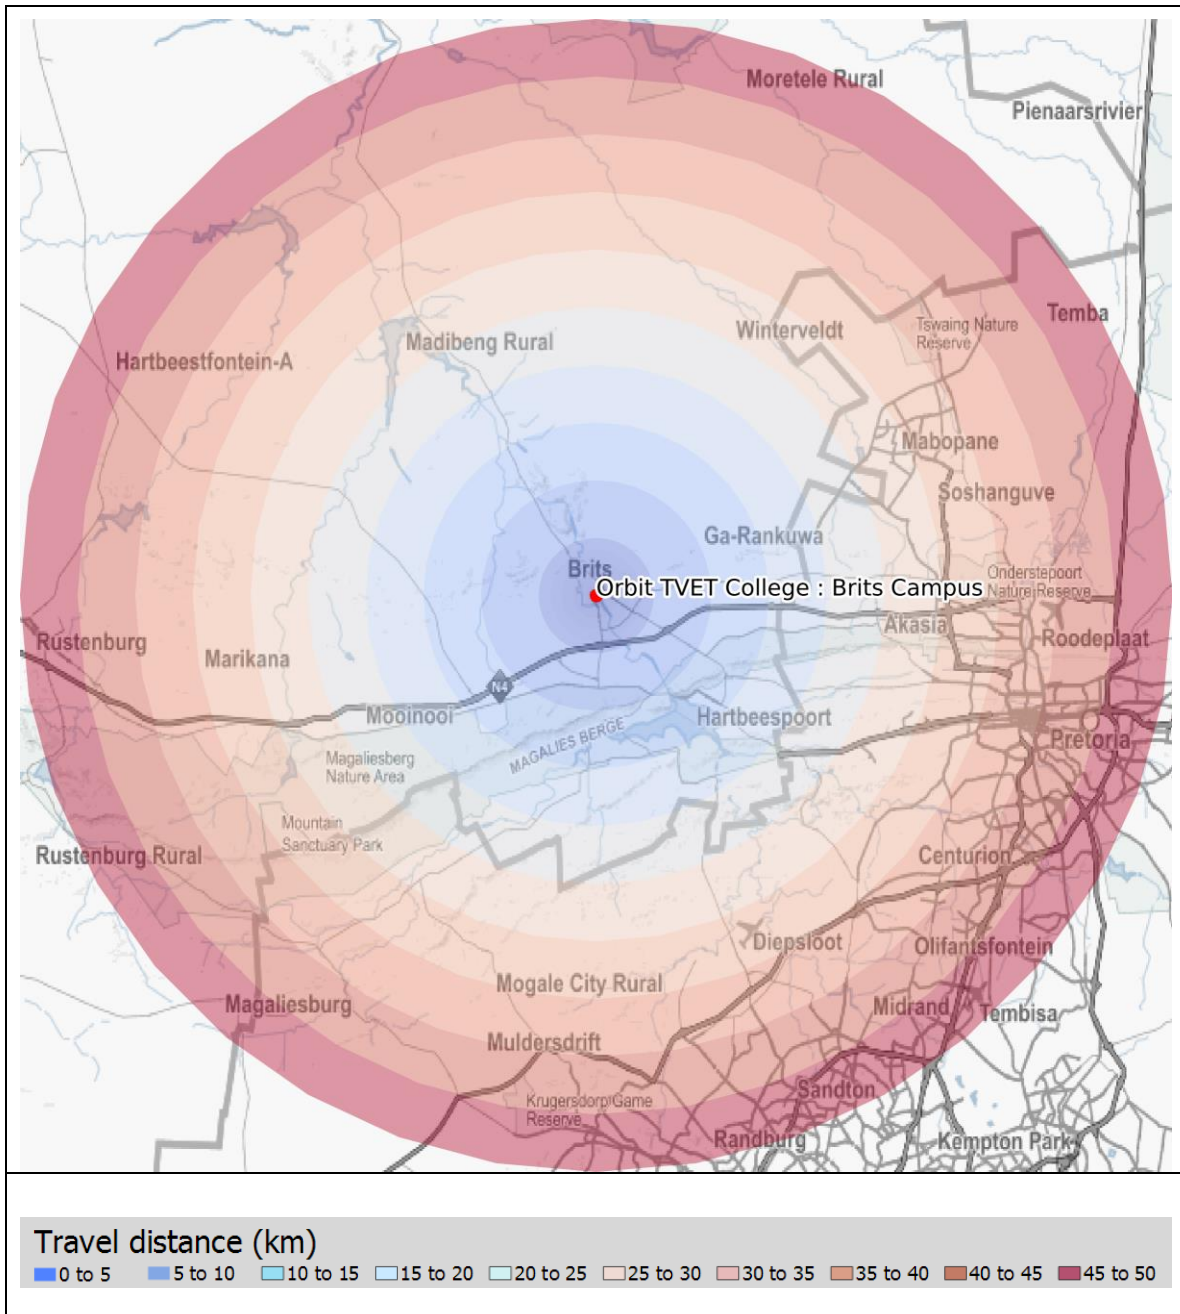 Moretele Rural
Pienaarsrivier
Temba
Tswaing Nature
Reserve
Winterveldt
Madibeng Rural
Hartbeestfontein-A
Mabopane
Soshanguve
Ga-Rankuwa
Brits
Orbit TVET College : Brits Campus
Onderstepoort
Nature Reserve
Akasia
Roodeplaat
Rustenburg
Marikana
N4
Mooinooi
Hartbeespoort
MAGALIES BERGE
Pretoria
Magaliesberg
Nature Area
Mountain
Sanctuary Park
Rustenburg Rural
Centurion
Diepsloot
Olifantsfontein
Mogale City Rural
Magaliesburg
Midrand
Tembisa
Muldersdrift
Sandton
Krugersdorp Game
Reserve
Randburg
Kempton Park
Travel distance (km)
0 to 5 5 to 10 10 to 15 15 to 20 20 to 25 25 to 30 30 to 35 35 to 40 40 to 45 45 to 50